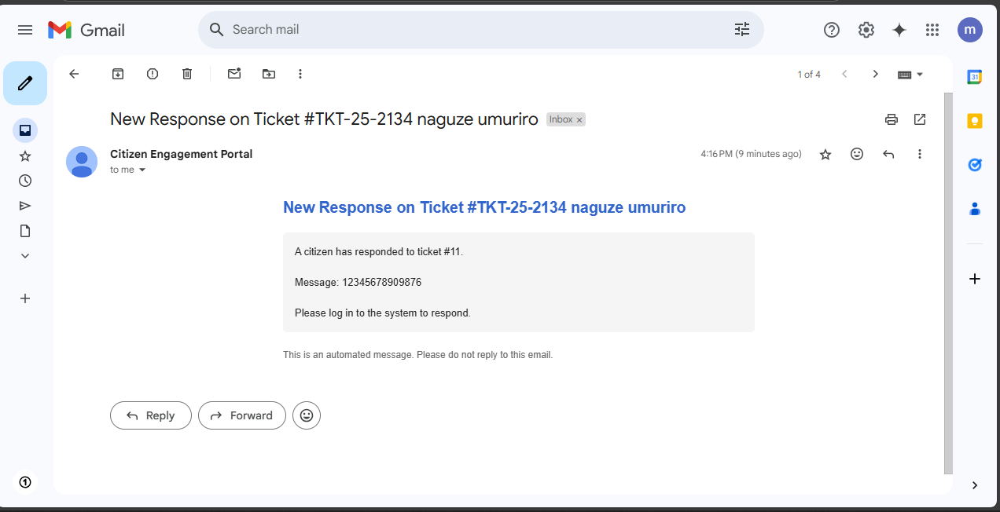 Gmail
Search mail
m
1 of 4
31
New Response on Ticket #TKT-25-2134 naguze umuriro Inbox ×
Citizen Engagement Portal
4:16 PM (9 minutes ago)
to me
New Response on Ticket #TKT-25-2134 naguze umuriro
A citizen has responded to ticket #11.
Message: 12345678909876
Please log in to the system to respond.
This is an automated message. Please do not reply to this email.
Reply
Forward
1